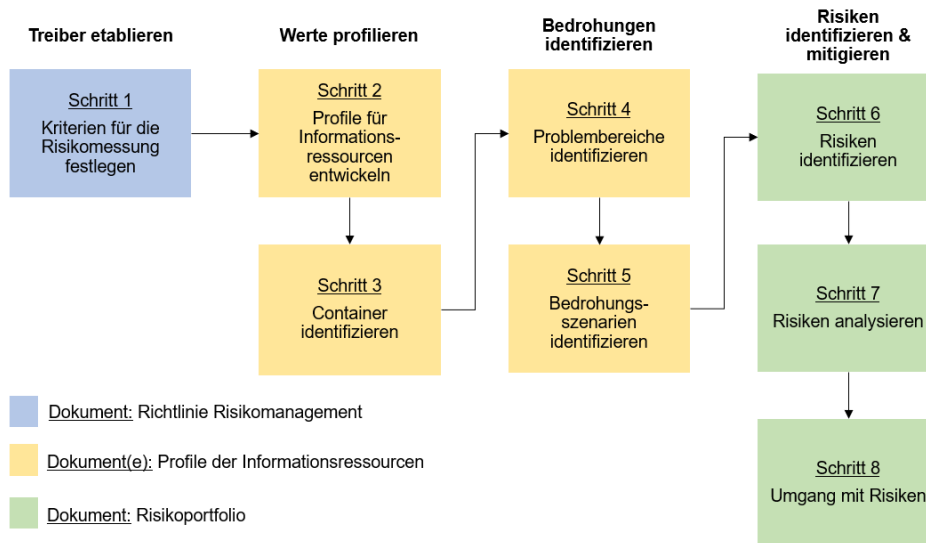 Treiber etablieren
Schritt 1
Kriterien für die
Risikomessung
festlegen
Werte profilieren
Schritt 2
Profile für
Informations-
ressourcen
entwickeln
Schritt 3
Container
identifizieren
Bedrohungen
identifizieren
Schritt 4
Problembereiche
identifizieren
Schritt 5
Bedrohungs-
szenarien
identifizieren
Risiken
identifizieren &
mitigieren
Schritt 6
Risiken
identifizieren
Schritt 7
Risiken analysieren
Schritt 8
Umgang mit Risiken
Dokument: Richtlinie Risikomanagement
Dokument(e): Profile der Informationsressourcen
Dokument: Risikoportfolio